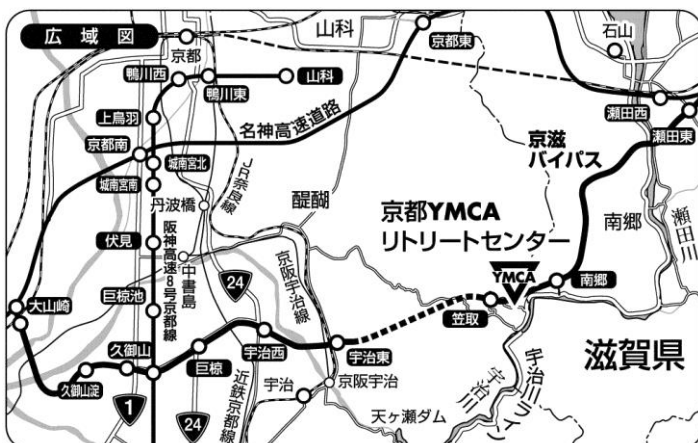 広域図
山科
京都
京都東
石山
鴨川西
鴨川東
山科
上鳥羽
名神高速道路
瀬田西
瀬田東
京都南
城南宮北
城南宮南
JR奈良線
京滋
バイパス
丹波橋
醍醐
京都YMCA
リトリートセンター
南郷
瀬田川
伏見
阪神高速8号京都線
中書島
24
京阪宇治線
YMCA
南郷
大山崎
巨椋池
笠取
久御山
久御山淀
巨椋
宇治西
宇治東
滋賀県
1
24
近鉄京都線
宇治
京阪宇治
宇治川
宇治川ライン
天ヶ瀬ダム